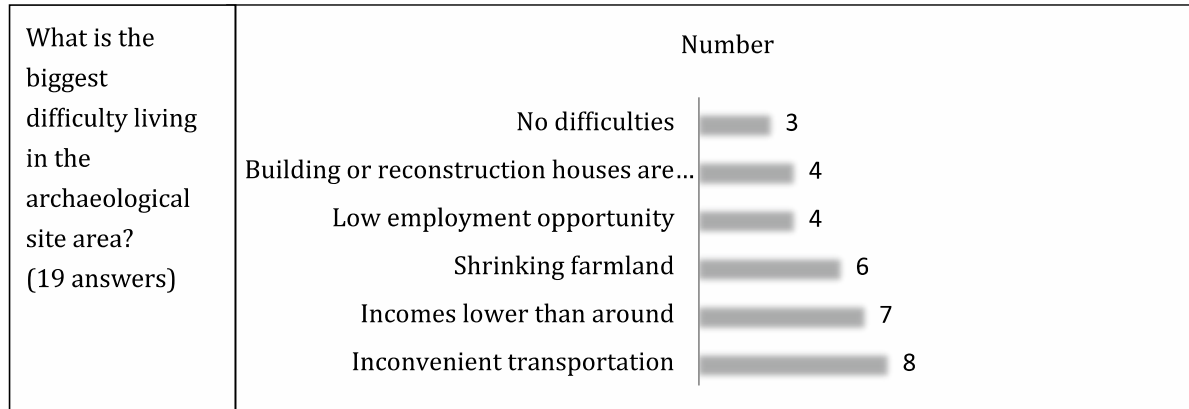 What is the
biggest
difficulty living
in the
archaeological
site area?
(19 answers)
Number
No difficulties 3
Building or reconstruction houses are... 4
Low employment opportunity 4
Shrinking farmland 6
Incomes lower than around 7
Inconvenient transportation 8